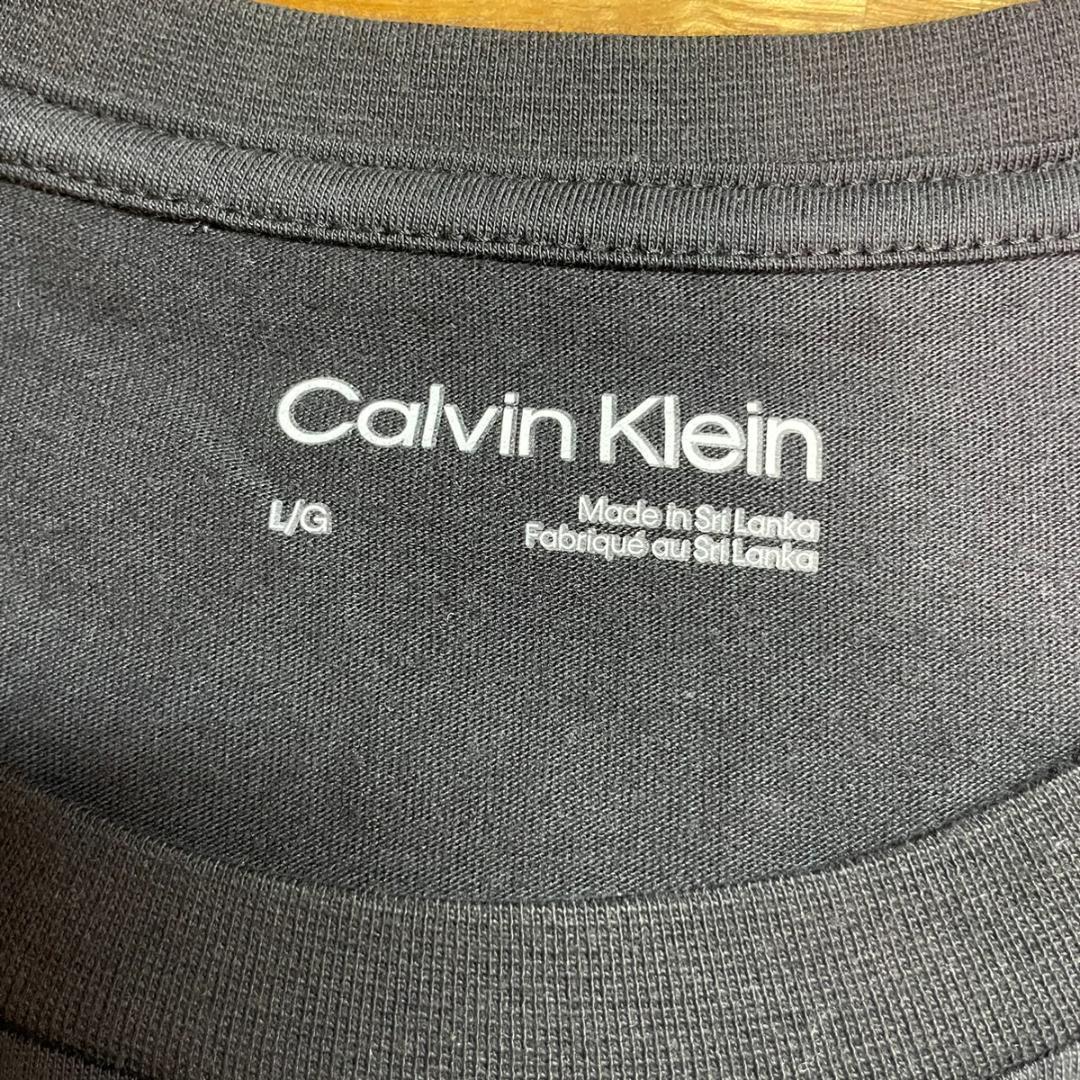 Calvin Klein
L/G
Made in Sri Lanka
Fabriqué au Sri Lanka